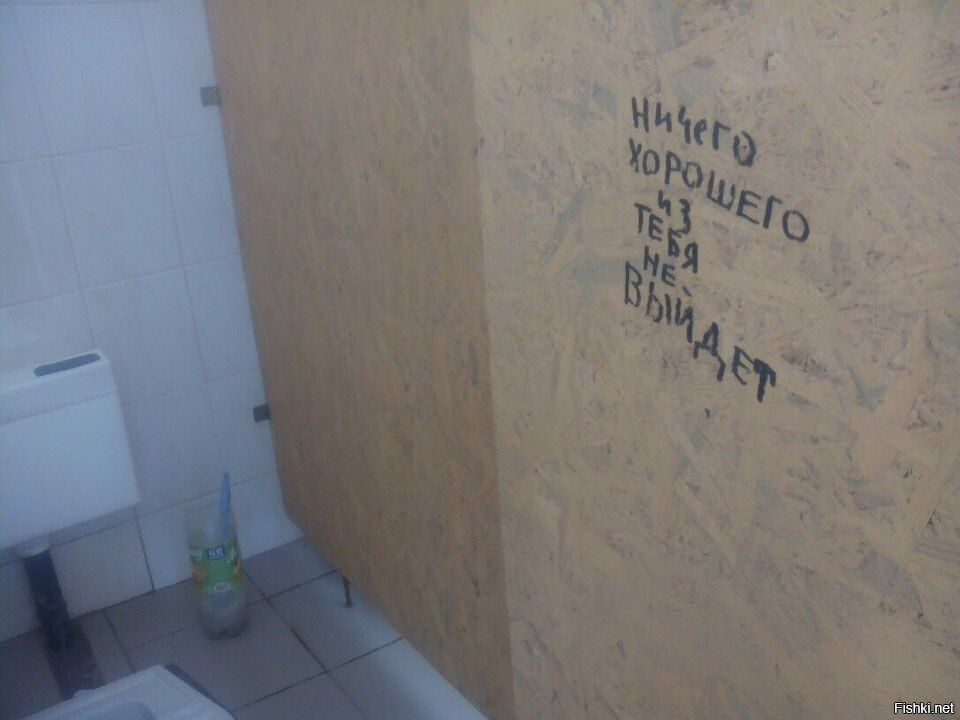 Ничего
ХОРОШЕГО
ИЗ
ТЕБЯ
НЕ
ВЫЙДЕТ
Fishki.net